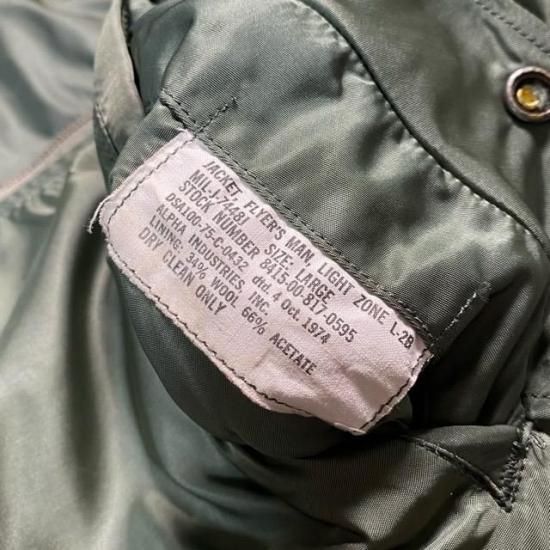 JACKET, FLYER'S MAN, LIGHT ZONE L-2B
MIL-J-7448J SIZE: LARGE
STOCK NUMBER 8415-00-817-0595
DSA100-75-C-0432 dtd 4 Oct. 1974
ALPHA INDUSTRIES, INC.
LINING: 34% WOOL 66% ACETATE
DRY CLEAN ONLY